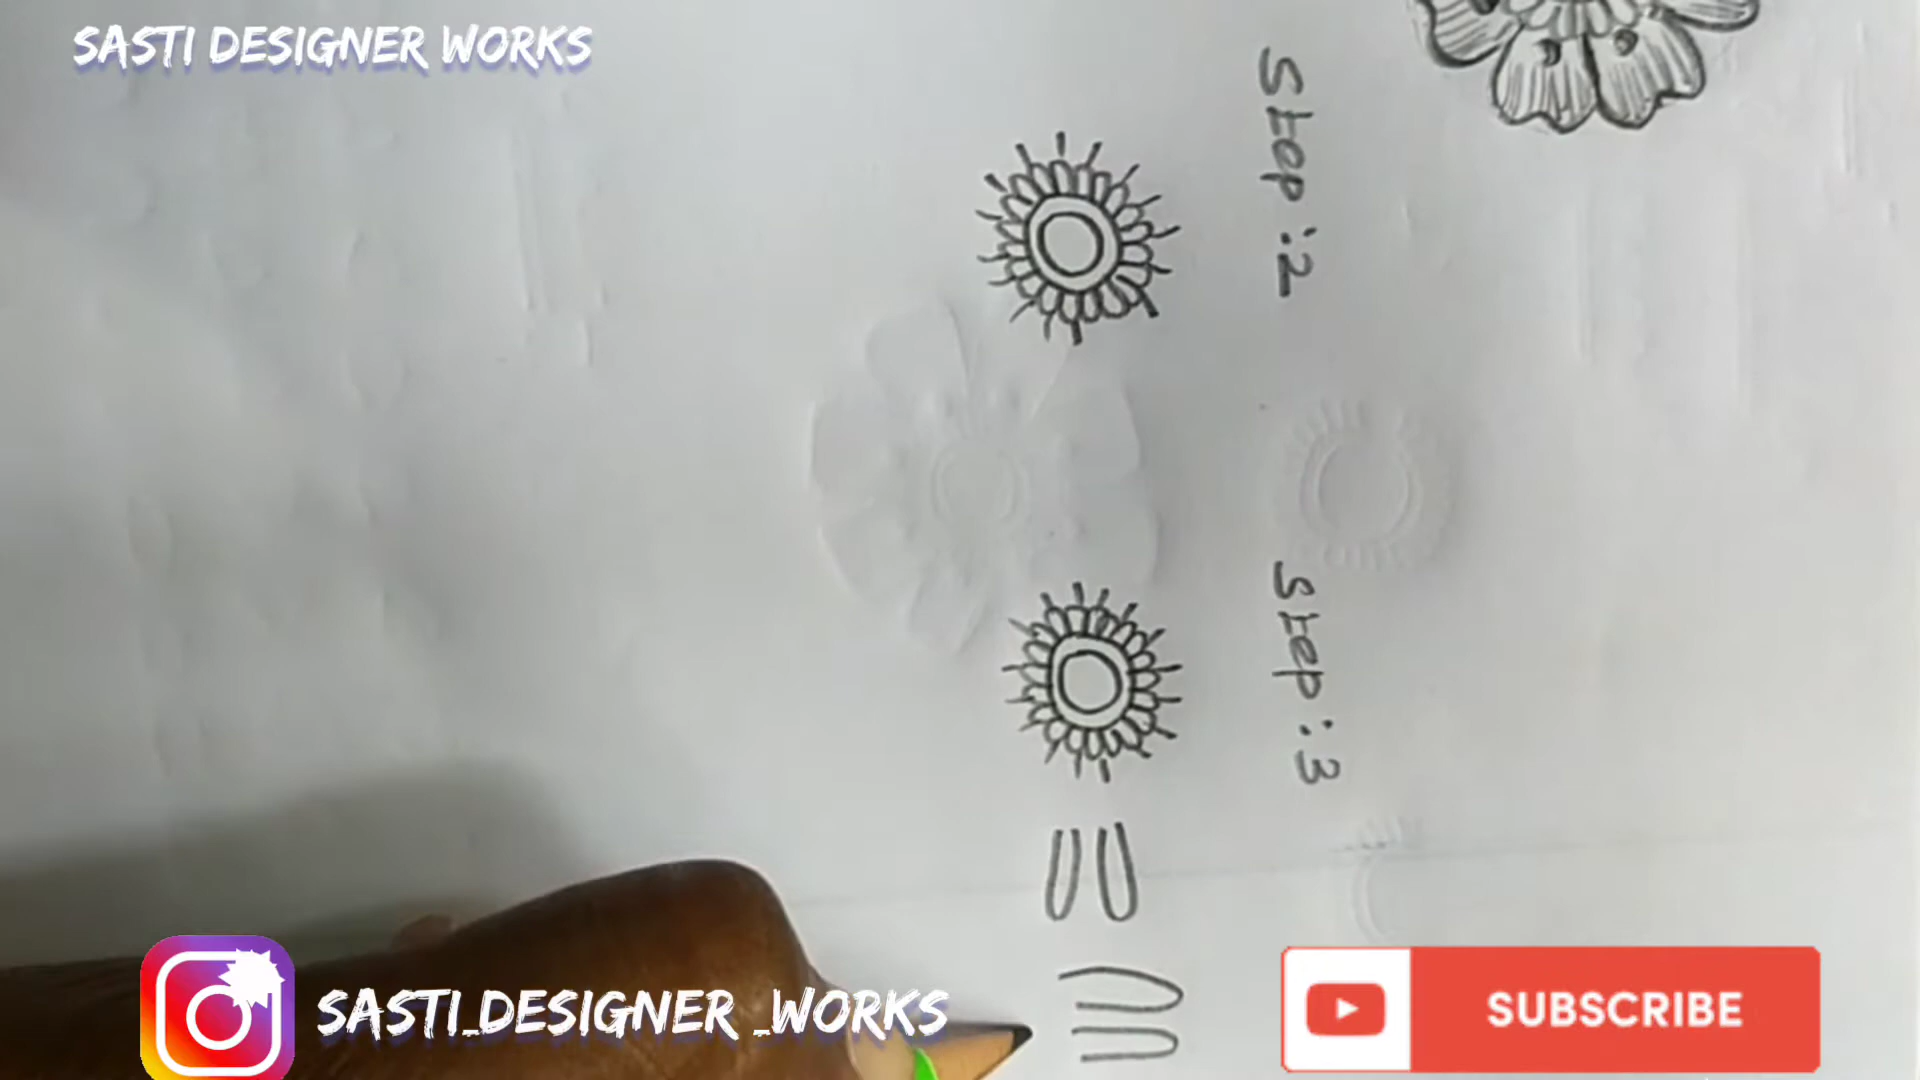 SASTI DESIGNER WORKS
Step :2
Step :3
SASTI_DESIGNER _WORKS
SUBSCRIBE